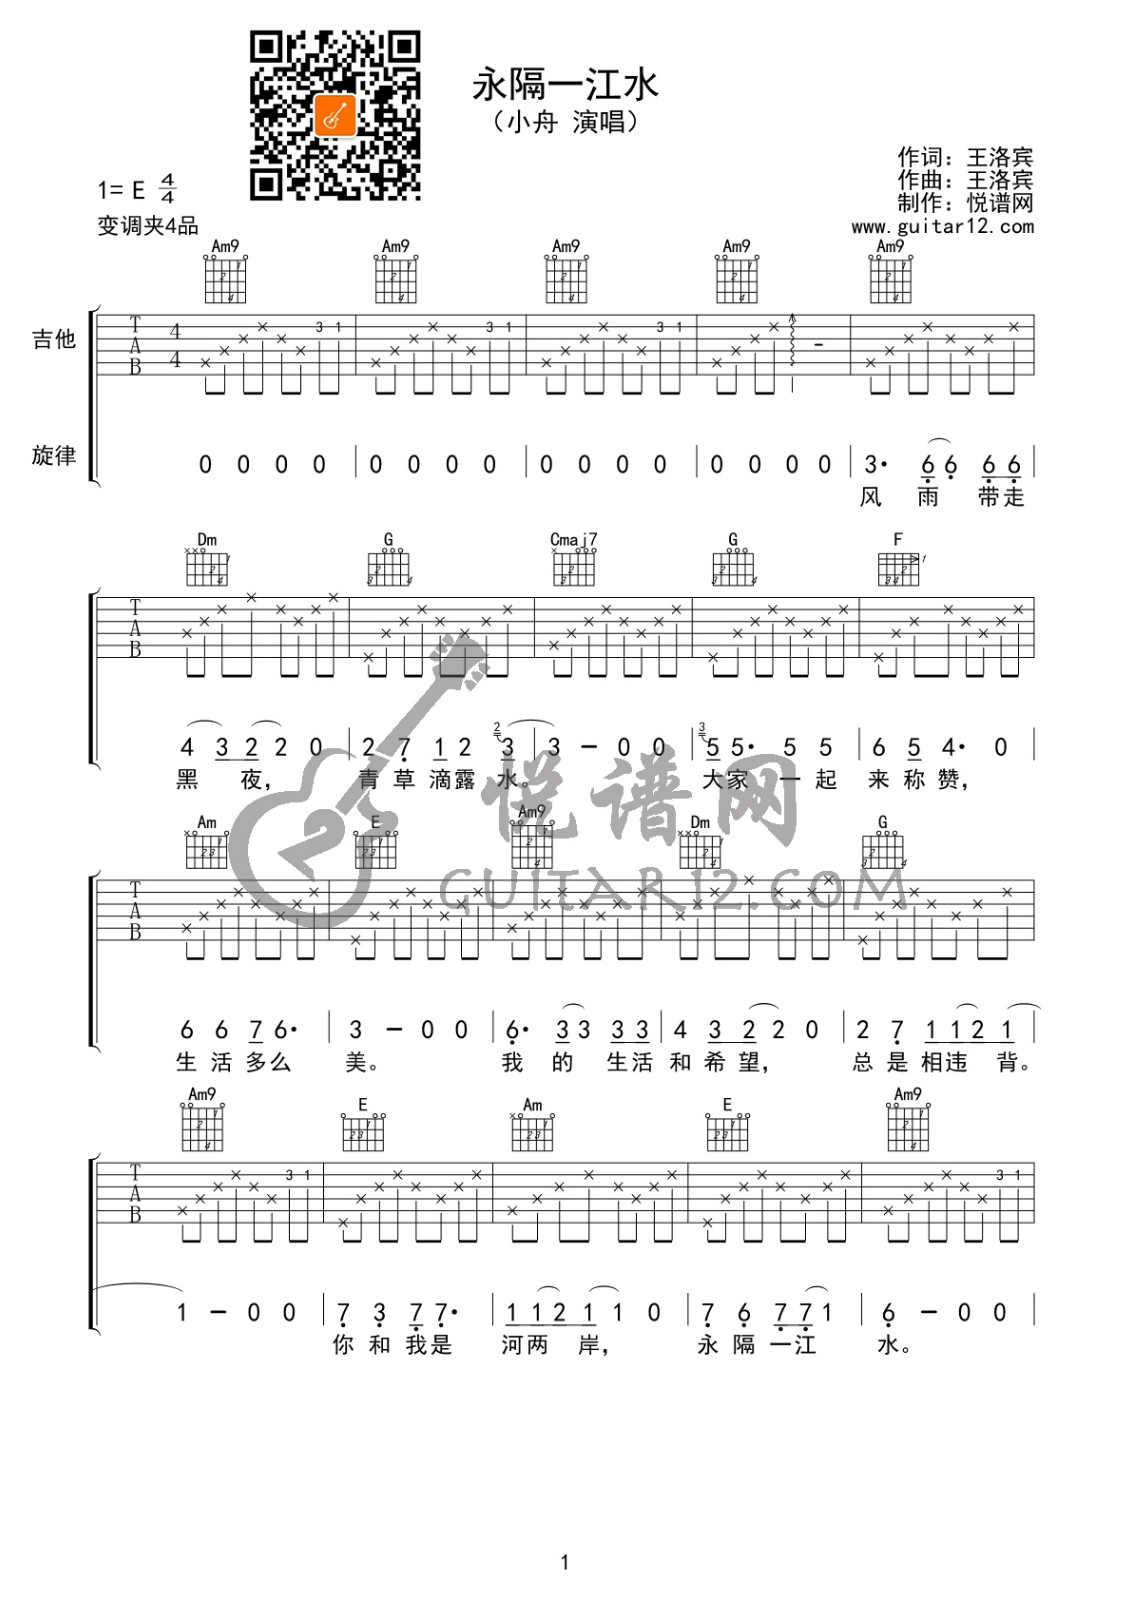 永隔一江水
（小舟 演唱）
作词：王洛宾
1= E 4/4
作曲：王洛宾
制作：悦谱网
变调夹4品
www.guitar12.com
Am9 Am9 Am9 Am9 Am9
吉他 T A B 4 4 3 1 3 1 3 1 -
旋律 0 0 0 0 | 0 0 0 0 | 0 0 0 0 | 0 0 0 0 | 3· 6 6 6 6 |
风 雨 带走
Dm G Cmaj7 G F
T A B
4 3 2 2 0 | 2 7 1 2 3 | 3 - 0 0 | 5 5· 5 5 | 6 5 4· 0
黑 夜， 青草滴露水。 大家 一起 来称赞，
悦谱网
GUITAR12.COM
Am E Am9 Dm G
T A B
6 6 7 6· | 3 - 0 0 | 6· 3 3 3 3 | 4 3 2 2 0 | 2 7 1 1 2 1
生活多么 美。 我 的 生活 和希望， 总是相违 背。
Am9 E Am E Am9
T A B 3 1 3 1
1 - 0 0 | 7 3 7 7· | 1 1 2 1 1 0 | 7 6 7 7 1 | 6 - 0 0
你和我是 河两 岸， 永隔一江 水。
1